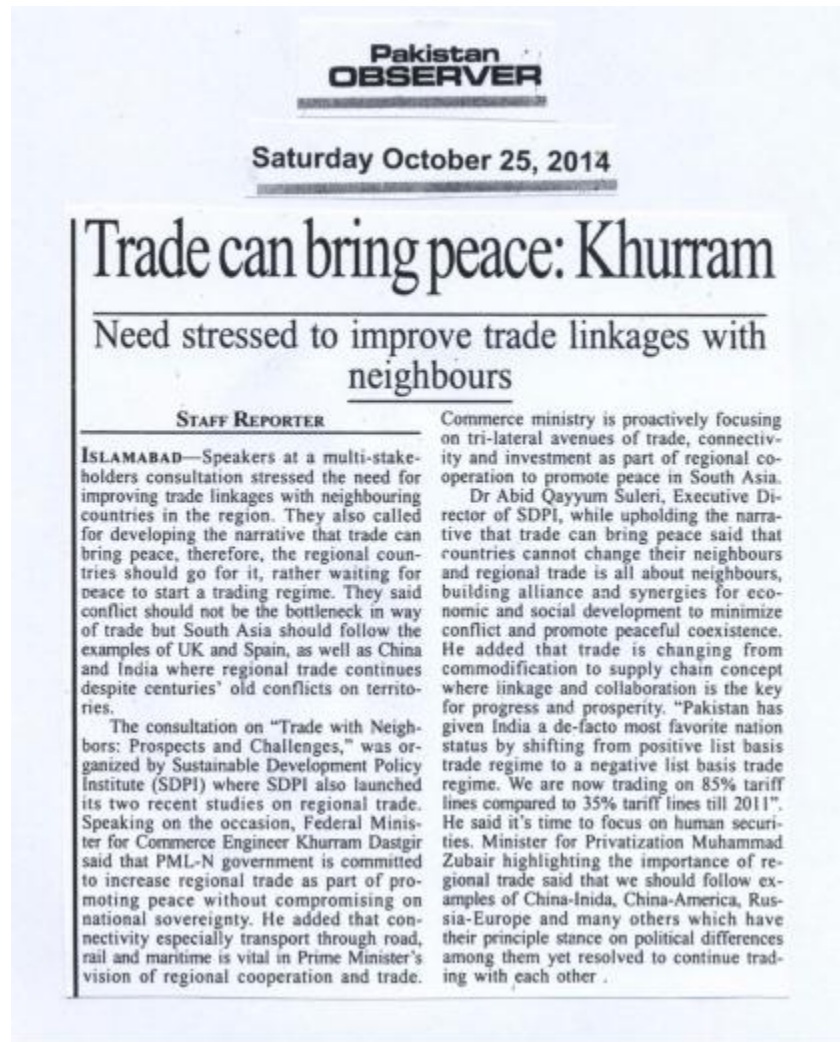 Pakistan
OBSERVER
Saturday October 25, 2014
Trade can bring peace: Khurram
Need stressed to improve trade linkages with
neighbours
STAFF REPORTER
ISLAMABAD—Speakers at a multi-stake-
holders consultation stressed the need for
improving trade linkages with neighbouring
countries in the region. They also called
for developing the narrative that trade can
bring peace, therefore, the regional coun-
tries should go for it, rather waiting for
peace to start a trading regime. They said
conflict should not be the bottleneck in way
of trade but South Asia should follow the
examples of UK and Spain, as well as China
and India where regional trade continues
despite centuries' old conflicts on territo-
ries.
The consultation on "Trade with Neigh-
bors: Prospects and Challenges," was or-
ganized by Sustainable Development Policy
Institute (SDPI) where SDPI also launched
its two recent studies on regional trade.
Speaking on the occasion, Federal Minis-
ter for Commerce Engineer Khurram Dastgir
said that PML-N government is committed
to increase regional trade as part of pro-
moting peace without compromising on
national sovereignty. He added that con-
nectivity especially transport through road,
rail and maritime is vital in Prime Minister's
vision of regional cooperation and trade.
Commerce ministry is proactively focusing
on tri-lateral avenues of trade, connectiv-
ity and investment as part of regional co-
operation to promote peace in South Asia.
Dr Abid Qayyum Suleri, Executive Di-
rector of SDPI, while upholding the narra-
tive that trade can bring peace said that
countries cannot change their neighbours
and regional trade is all about neighbours,
building alliance and synergies for eco-
nomic and social development to minimize
conflict and promote peaceful coexistence.
He added that trade is changing from
commodification to supply chain concept
where linkage and collaboration is the key
for progress and prosperity. "Pakistan has
given India a de-facto most favorite nation
status by shifting from positive list basis
trade regime to a negative list basis trade
regime. We are now trading on 85% tariff
lines compared to 35% tariff lines till 2011".
He said it's time to focus on human securi-
ties. Minister for Privatization Muhammad
Zubair highlighting the importance of re-
gional trade said that we should follow ex-
amples of China-Inida, China-America, Rus-
sia-Europe and many others which have
their principle stance on political differences
among them yet resolved to continue trad-
ing with each other .